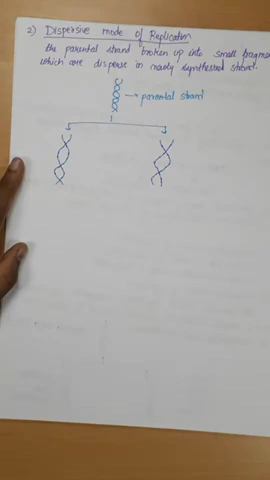 2) Dispersive mode of Replication
the parental strand broken up into small fragmen
which are disperse in newly synthesised strand.
→ parental strand